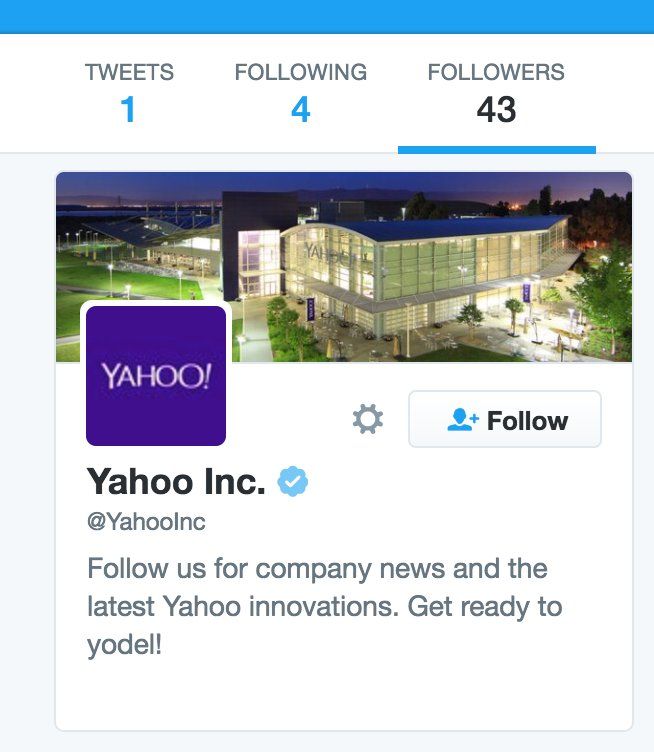 TWEETS FOLLOWING FOLLOWERS
1 4 43
YAHOO!
YAHOO!
Follow
Yahoo Inc.
@YahooInc
Follow us for company news and the
latest Yahoo innovations. Get ready to
yodel!